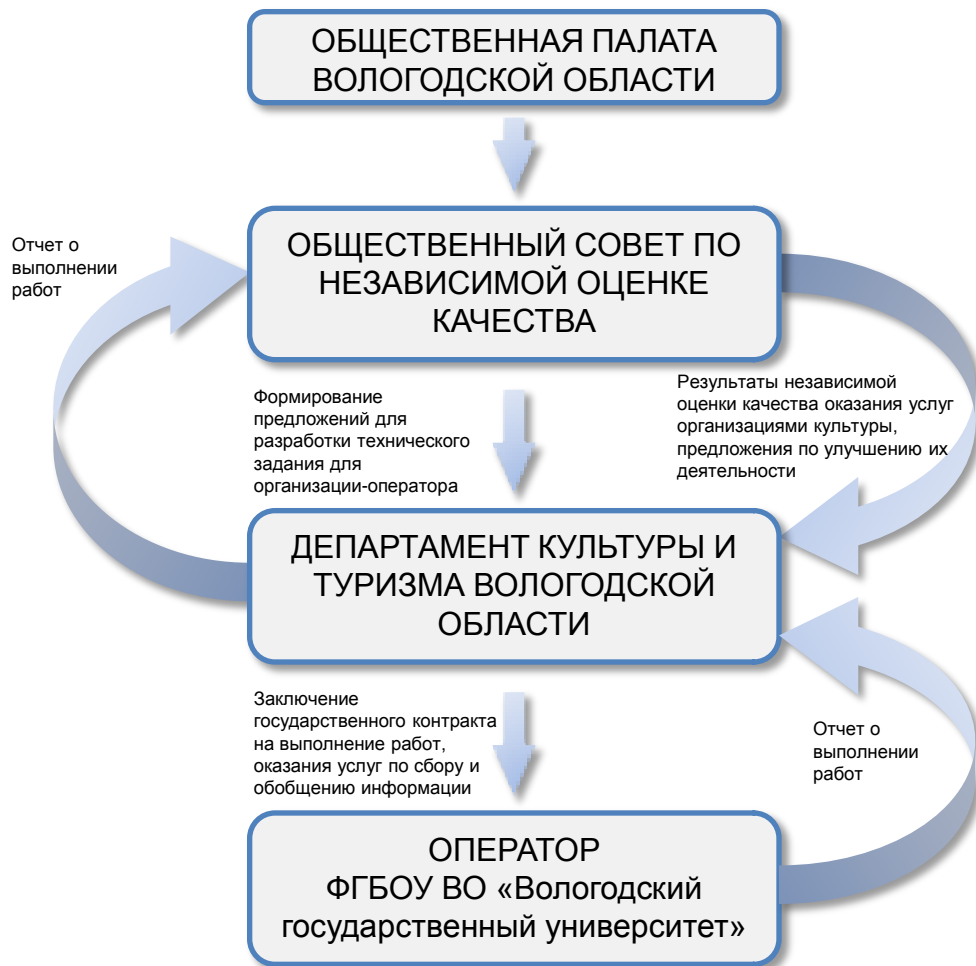 ОБЩЕСТВЕННАЯ ПАЛАТА
ВОЛОГОДСКОЙ ОБЛАСТИ
Отчет о
выполнении
работ
ОБЩЕСТВЕННЫЙ СОВЕТ ПО
НЕЗАВИСИМОЙ ОЦЕНКЕ
КАЧЕСТВА
Формирование
предложений для
разработки технического
задания для
организации-оператора
Результаты независимой
оценки качества оказания услуг
организациями культуры,
предложения по улучшению их
деятельности
ДЕПАРТАМЕНТ КУЛЬТУРЫ И
ТУРИЗМА ВОЛОГОДСКОЙ
ОБЛАСТИ
Заключение
государственного контракта
на выполнение работ,
оказания услуг по сбору и
обобщению информации
Отчет о
выполнении
работ
ОПЕРАТОР
ФГБОУ ВО «Вологодский
государственный университет»